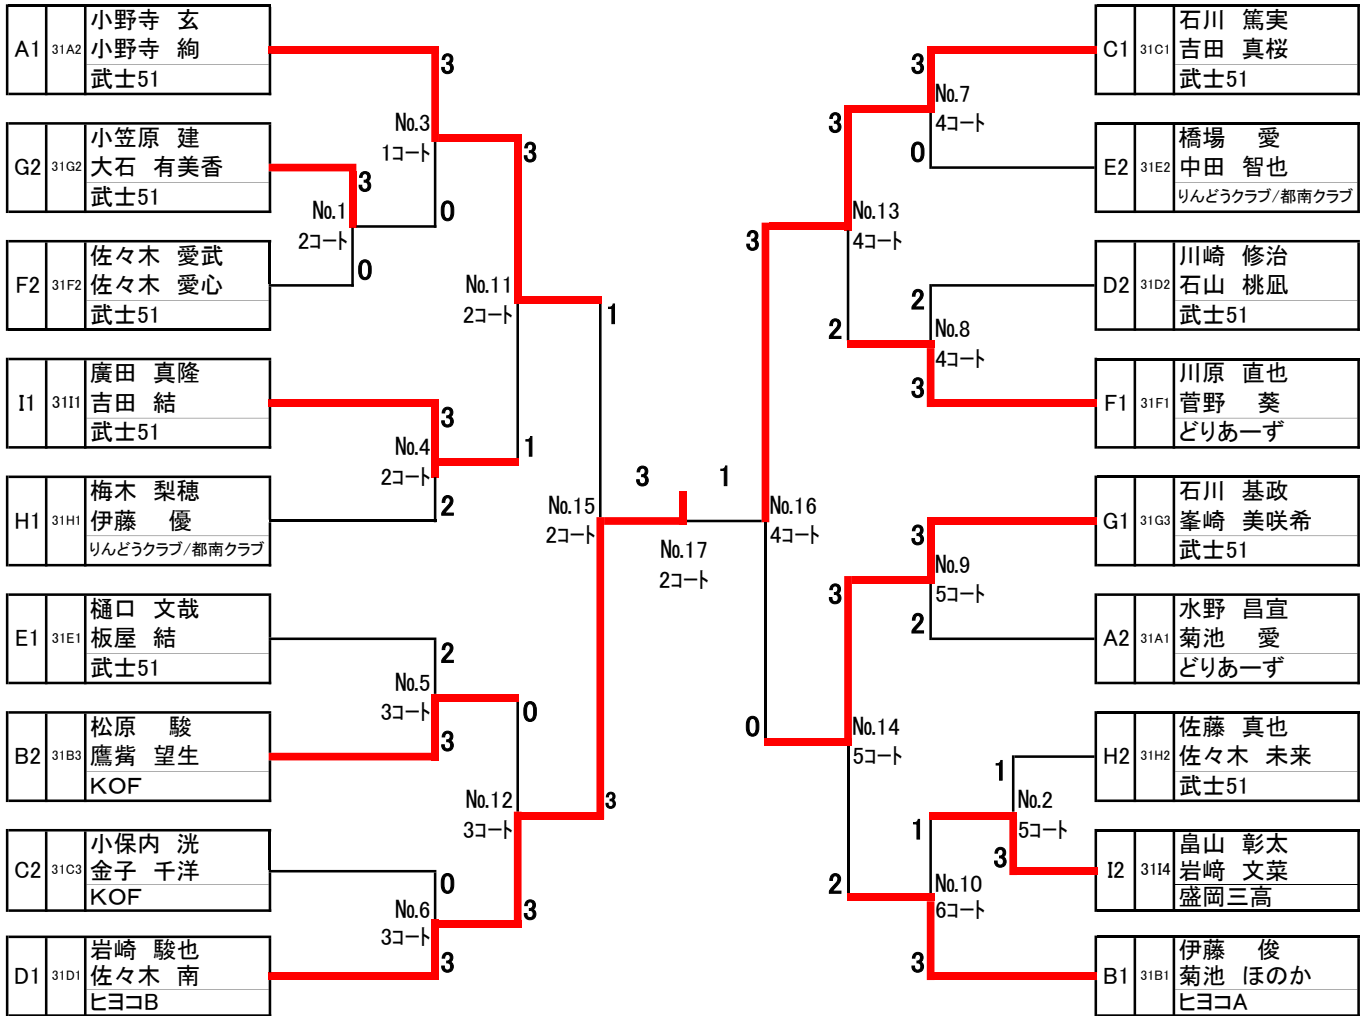 A1 31A2 小野寺 玄
小野寺 絢
武士51
G2 31G2 小笠原 建
大石 有美香
武士51
F2 31F2 佐々木 愛武
佐々木 愛心
武士51
I1 31I1 廣田 真隆
吉田 結
武士51
H1 31H1 梅木 梨穂
伊藤 優
りんどうクラブ/都南クラブ
E1 31E1 樋口 文哉
板屋 結
武士51
B2 31B3 松原 駿
鷹觜 望生
KOF
C2 31C3 小保内 洸
金子 千洋
KOF
D1 31D1 岩崎 駿也
佐々木 南
ヒヨコB
3
No.3
1コート
0
3
No.1
2コート
0
3
No.11
2コート
1
3
No.4
2コート
2
1
No.15
2コート
3
2
No.5
3コート
3
0
No.12
3コート
3
0
No.6
3コート
3
3 1
No.17
2コート
3
No.16
4コート
0
3
No.13
4コート
2
3
No.7
4コート
0
2
No.8
4コート
3
3
No.9
5コート
2
3
No.14
5コート
2
1
No.2
5コート
3
1
No.10
6コート
3
C1 31C1 石川 篤実
吉田 真桜
武士51
E2 31E2 橋場 愛
中田 智也
りんどうクラブ/都南クラブ
D2 31D2 川崎 修治
石山 桃凪
武士51
F1 31F1 川原 直也
菅野 葵
どりあーず
G1 31G3 石川 基政
峯崎 美咲希
武士51
A2 31A1 水野 昌宣
菊池 愛
どりあーず
H2 31H2 佐藤 真也
佐々木 未来
武士51
I2 31I4 畠山 彰太
岩﨑 文菜
盛岡三高
B1 31B1 伊藤 俊
菊池 ほのか
ヒヨコA